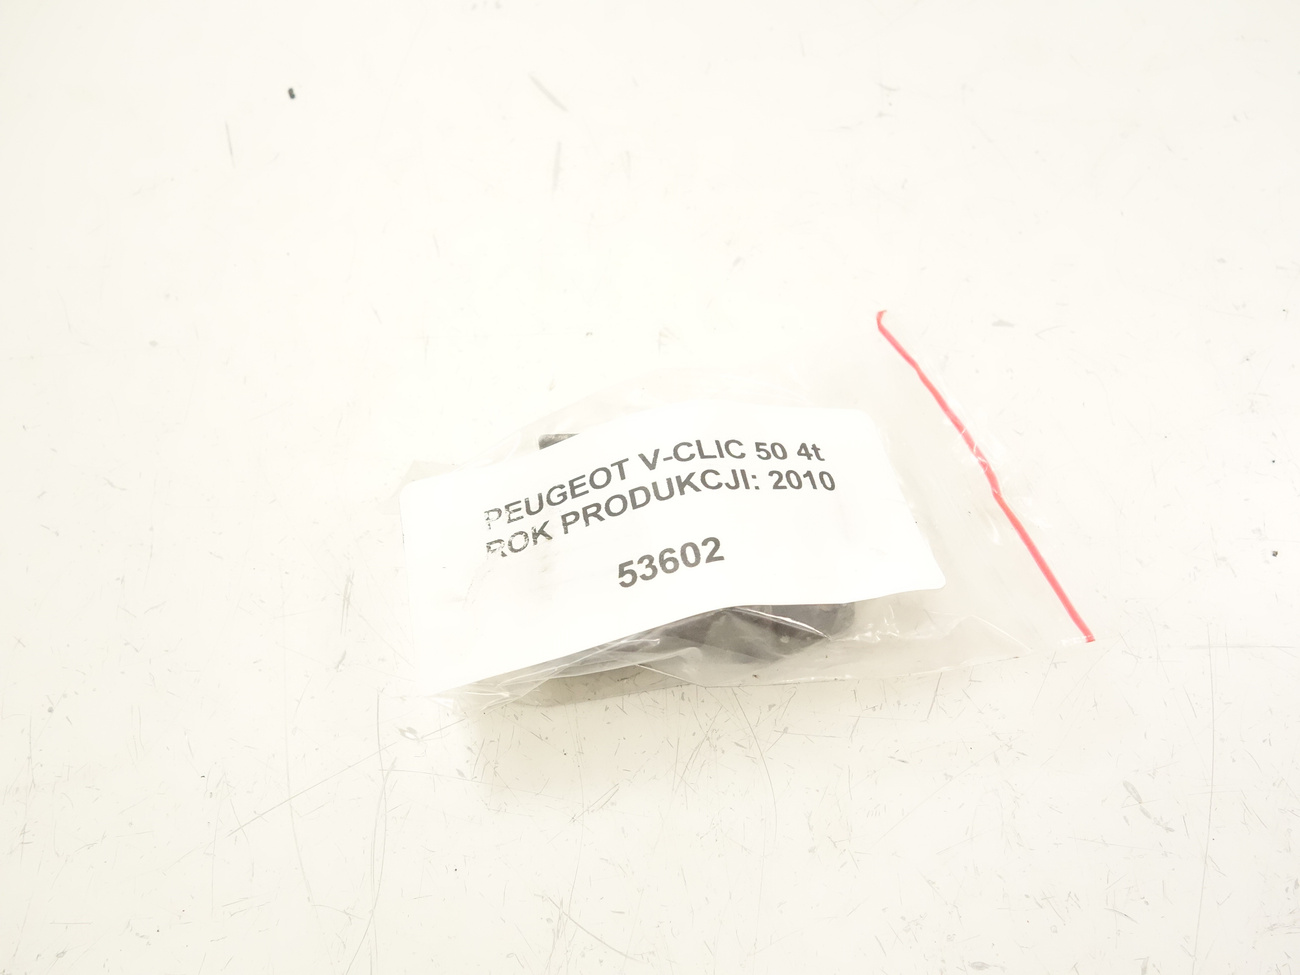 PEUGEOT V-CLIC 50 4t
ROK PRODUKCJI: 2010
53602